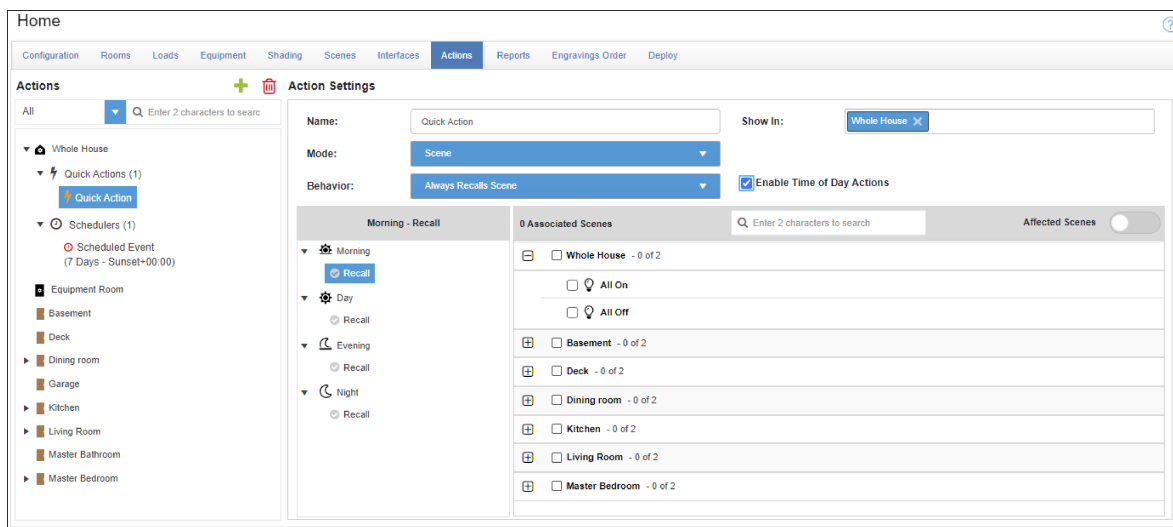 Home
Configuration Rooms Loads Equipment Shading Scenes Interfaces Actions Reports Engravings Order Deploy
Actions
All
Enter 2 characters to searc
Whole House
Quick Actions (1)
Quick Action
Schedulers (1)
Scheduled Event
(7 Days - Sunset+00:00)
Equipment Room
Basement
Deck
Dining room
Garage
Kitchen
Living Room
Master Bathroom
Master Bedroom
Action Settings
Name: Quick Action
Show In: Whole House
Mode: Scene
Behavior: Always Recalls Scene
Enable Time of Day Actions
Morning - Recall
Morning
Recall
Day
Recall
Evening
Recall
Night
Recall
0 Associated Scenes
Enter 2 characters to search
Affected Scenes
Whole House - 0 of 2
All On
All Off
Basement - 0 of 2
Deck - 0 of 2
Dining room - 0 of 2
Kitchen - 0 of 2
Living Room - 0 of 2
Master Bedroom - 0 of 2